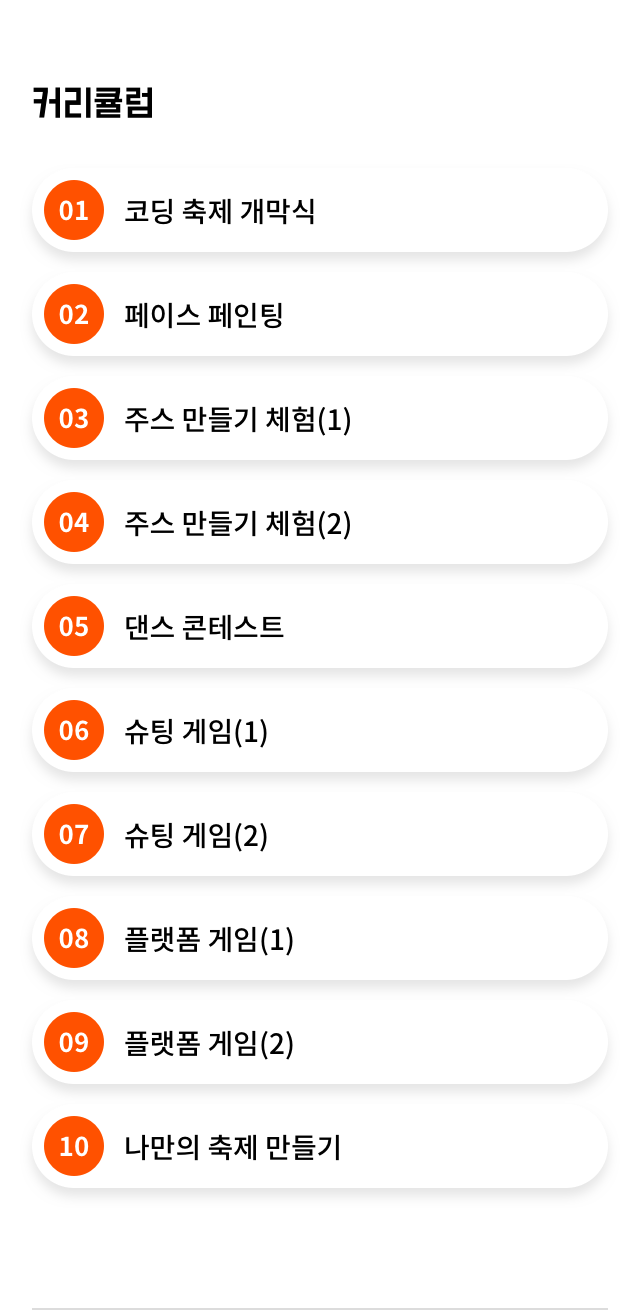 커리큘럼
01 코딩 축제 개막식
02 페이스 페인팅
03 주스 만들기 체험(1)
04 주스 만들기 체험(2)
05 댄스 콘테스트
06 슈팅 게임(1)
07 슈팅 게임(2)
08 플랫폼 게임(1)
09 플랫폼 게임(2)
10 나만의 축제 만들기